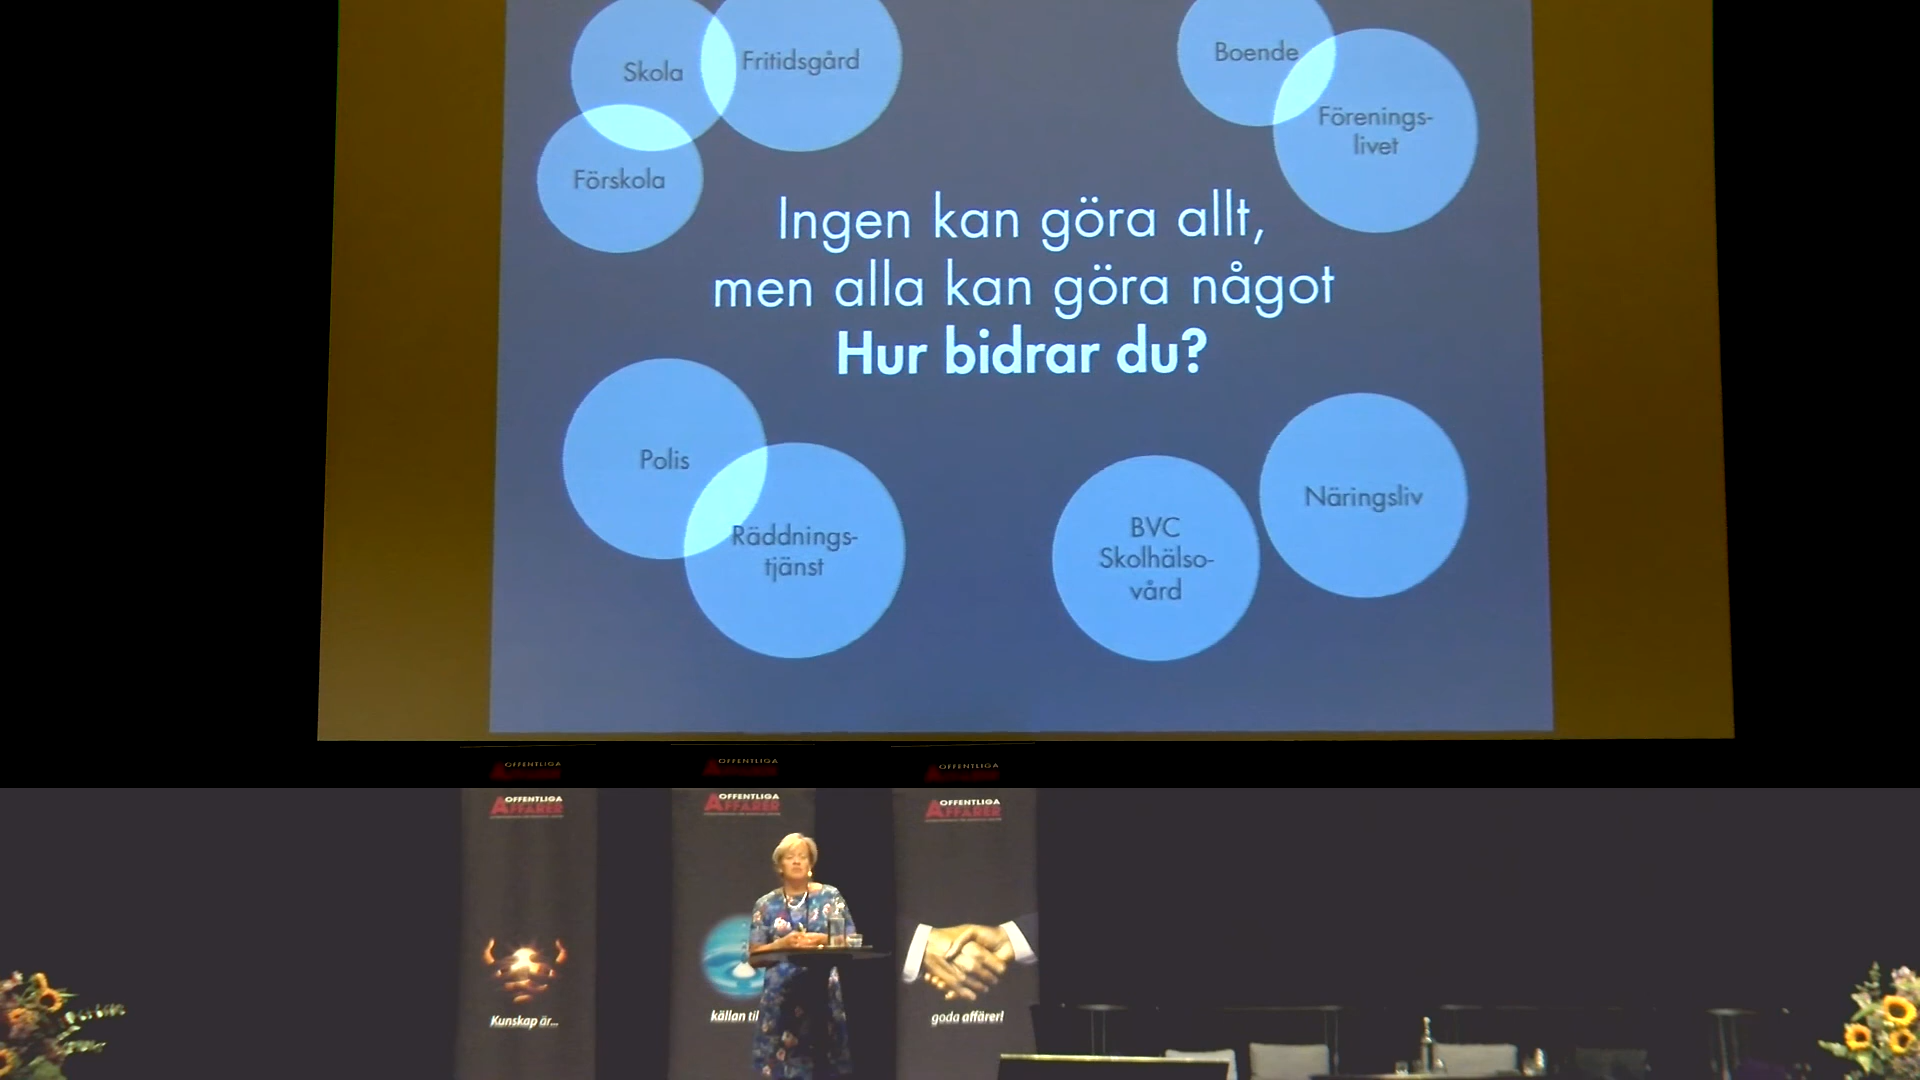 Skola
Fritidsgård
Förskola
Boende
Förenings-
livet
Ingen kan göra allt,
men alla kan göra något
Hur bidrar du?
Polis
Räddnings-
tjänst
BVC
Skolhälso-
vård
Näringsliv
OFFENTLIGA
AFFÄRER
OFFENTLIGA
AFFÄRER
OFFENTLIGA
AFFÄRER
Kunskap är...
källan til
goda affärer!